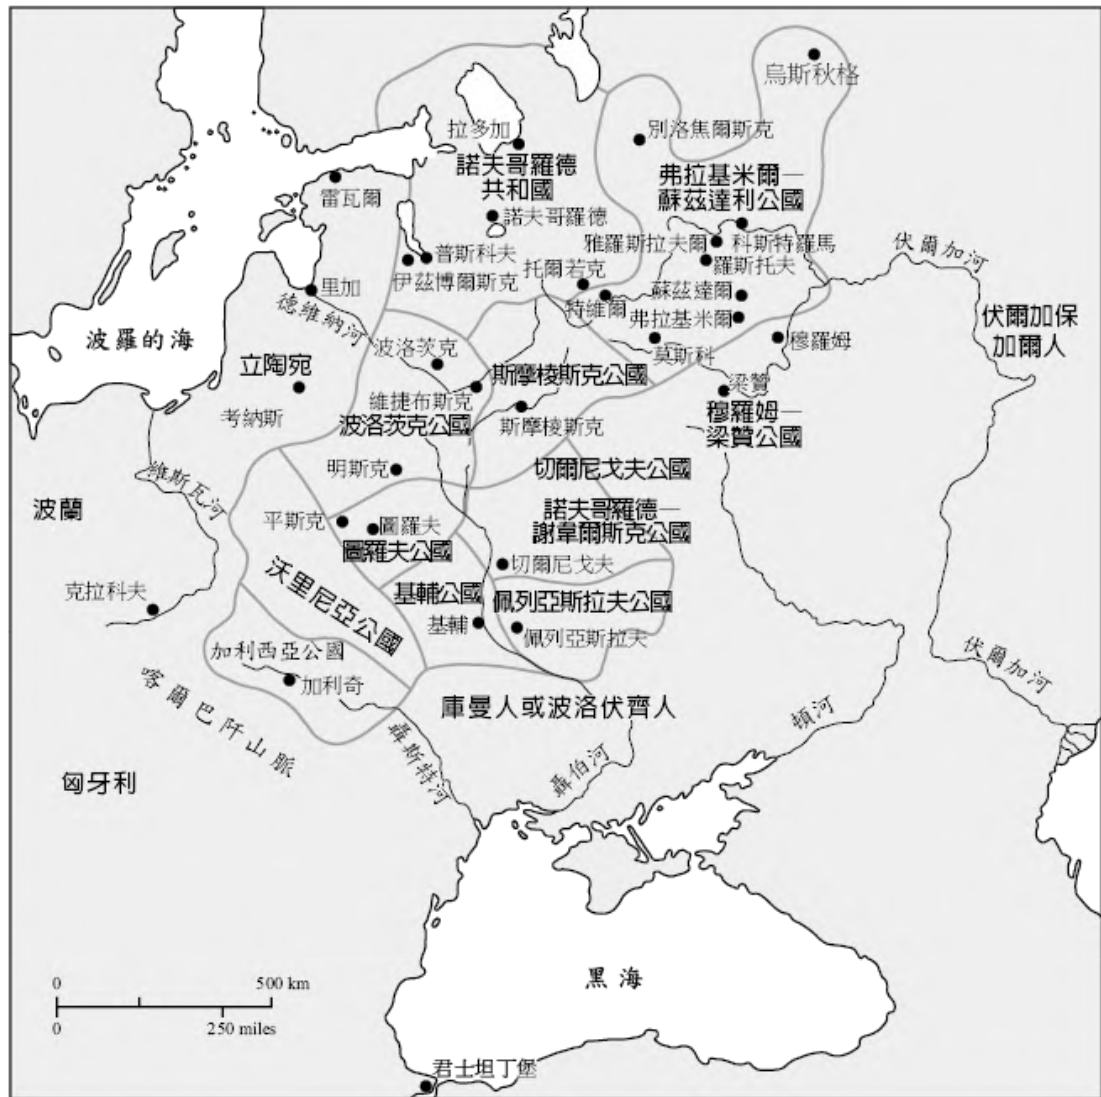 烏斯秋格
拉多加
別洛焦爾斯克
諾夫哥羅德
共和國
弗拉基米爾—
蘇茲達利公國
雷瓦爾
諾夫哥羅德
雅羅斯拉夫爾
科斯特羅馬
伏爾加河
普斯科夫
羅斯托夫
伊茲博爾斯克
托爾若克
里加
特維爾
蘇茲達爾
德維納河
弗拉基米爾
伏爾加保
加爾人
波羅的海
波洛茨克
莫斯科
穆羅姆
立陶宛
斯摩棱斯克公國
梁贊
考納斯
維捷布斯克
穆羅姆—
梁贊公國
波洛茨克公國
斯摩棱斯克
明斯克
切爾尼戈夫公國
維斯瓦河
波蘭
諾夫哥羅德—
謝韋爾斯克公國
平斯克
圖羅夫
圖羅夫公國
切爾尼戈夫
沃里尼亞公國
克拉科夫
基輔公國
佩列亞斯拉夫公國
基輔
佩列亞斯拉夫
加利西亞公國
伏爾加河
加利奇
喀爾巴阡山脈
庫曼人或波洛伏齊人
頓河
聶斯特河
聶伯河
匈牙利
黑海
0
500 km
0
250 miles
君士坦丁堡